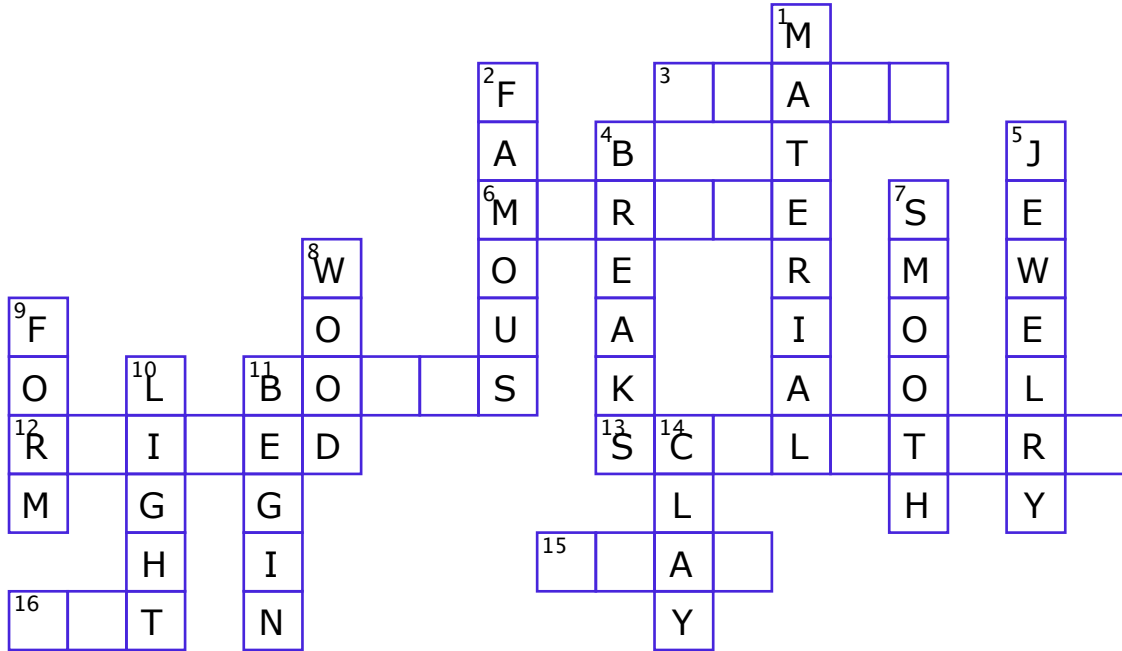 1 M
2 F 3 A
A 4 B T 5 J
6 M R E 7 S E
8 W O E R M W
9 F O U A I O E
O 10 L 11 B O S K A O L
12 R I E D 13 S 14 C L T R
M G G L H Y
H I 15 A
16 T N Y